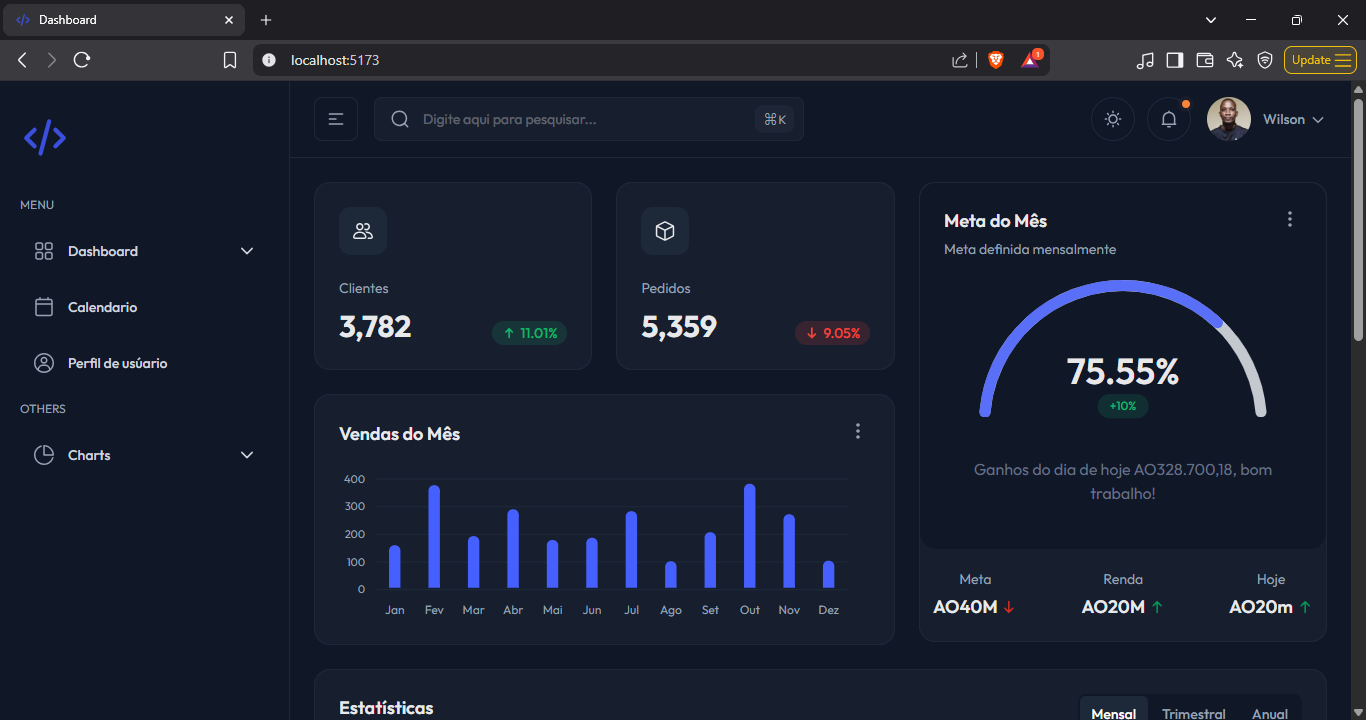 Dashboard
localhost:5173
1
Update
</>
Digite aqui para pesquisar...
⌘K
Wilson
MENU
Dashboard
Calendario
Perfil de usúario
OTHERS
Charts
Clientes
3,782
↑ 11.01%
Pedidos
5,359
↓ 9.05%
Meta do Mês
Meta definida mensalmente
75.55%
+10%
Ganhos do dia de hoje AO328.700,18, bom
trabalho!
Meta
AO40M ↓
Renda
AO20M ↑
Hoje
AO20m ↑
Vendas do Mês
400
300
200
100
0
Jan Fev Mar Abr Mai Jun Jul Ago Set Out Nov Dez
Estatísticas
Mensal Trimestral Anual